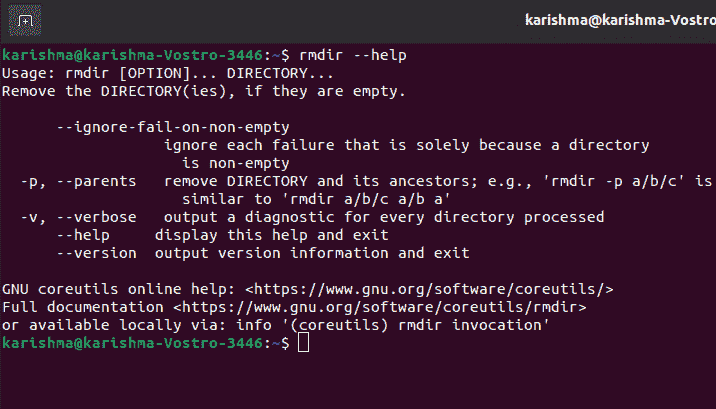 karishma@karishma-Vostro
karishma@karishma-Vostro-3446:~$ rmdir --help
Usage: rmdir [OPTION]... DIRECTORY...
Remove the DIRECTORY(ies), if they are empty.
--ignore-fail-on-non-empty
ignore each failure that is solely because a directory
is non-empty
-p, --parents   remove DIRECTORY and its ancestors; e.g., 'rmdir -p a/b/c' is
similar to 'rmdir a/b/c a/b a'
-v, --verbose   output a diagnostic for every directory processed
--help     display this help and exit
--version  output version information and exit
GNU coreutils online help: <https://www.gnu.org/software/coreutils/>
Full documentation <https://www.gnu.org/software/coreutils/rmdir>
or available locally via: info '(coreutils) rmdir invocation'
karishma@karishma-Vostro-3446:~$